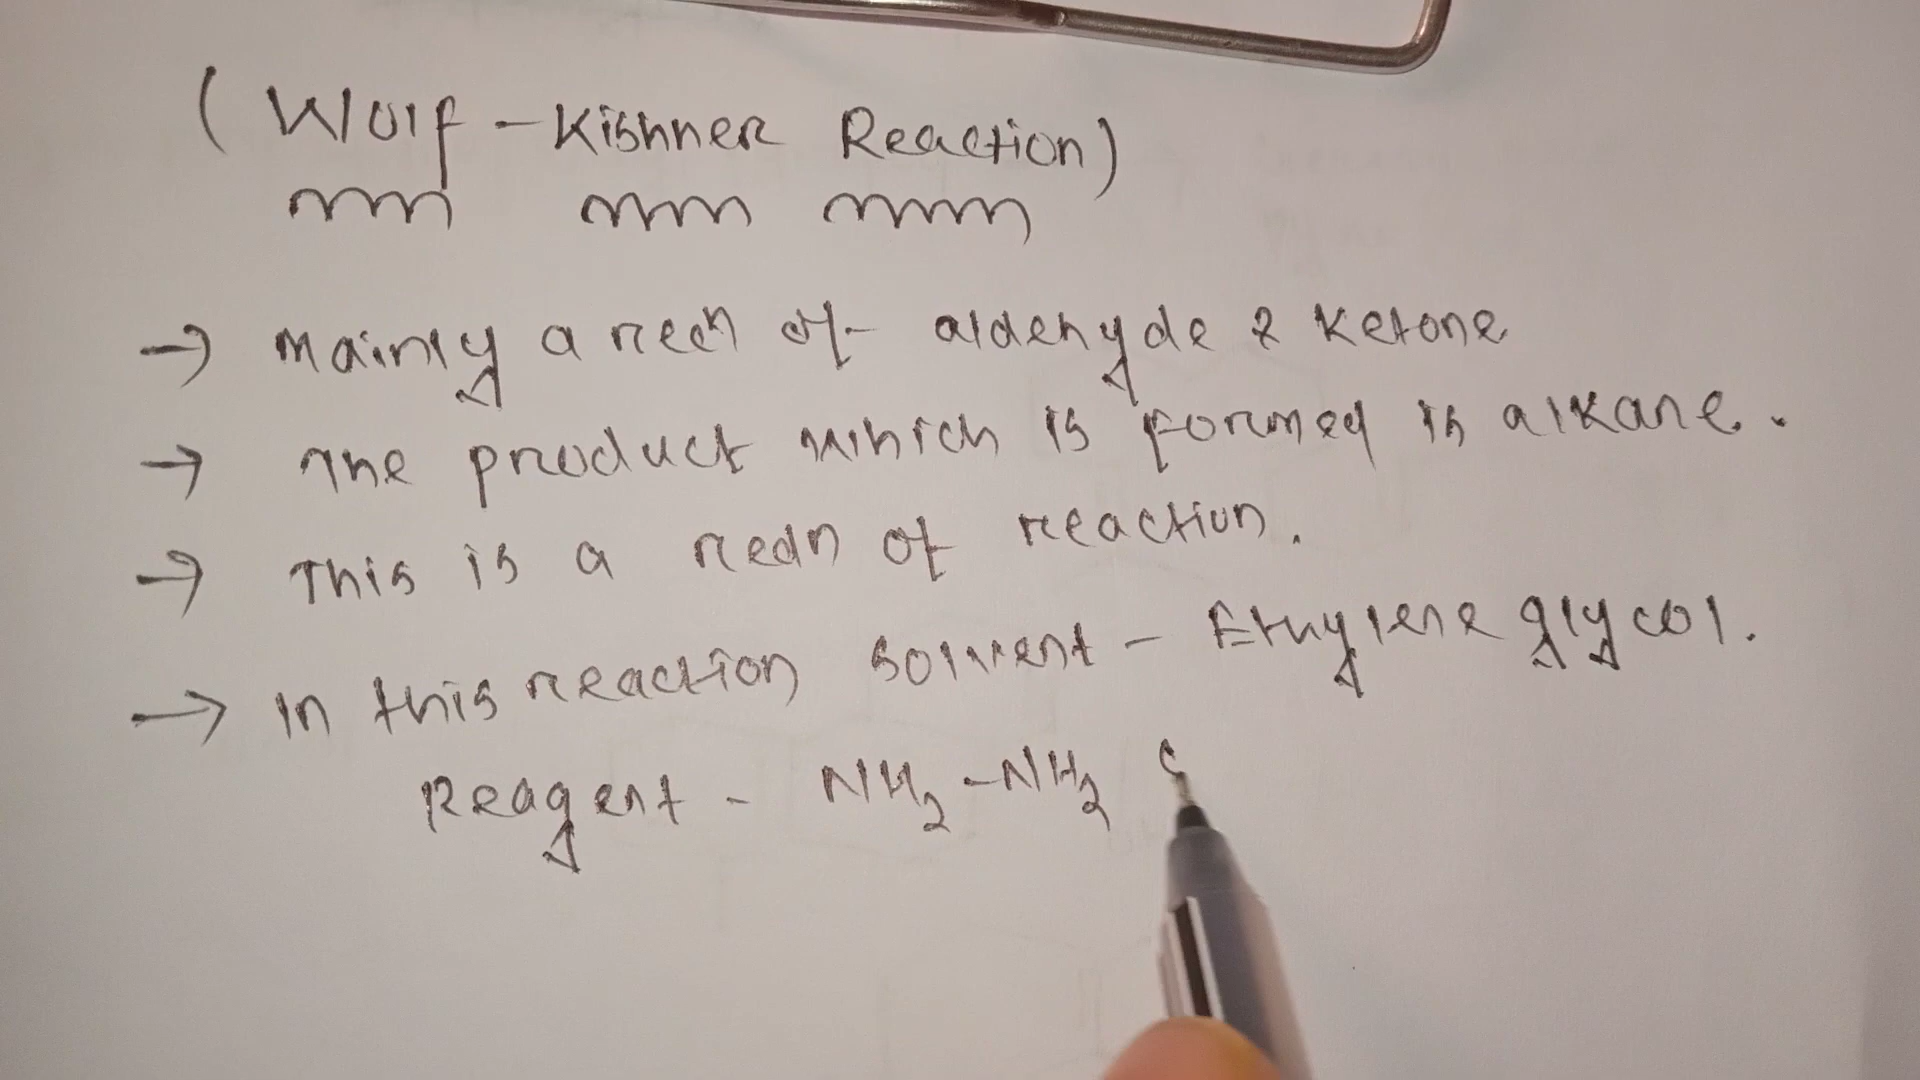 (Wolf-Kishner Reaction)
→ Mainly a recn of aldehyde & Ketone
→ The product which is formed is alkane.
→ This is a redn of reaction.
→ In this reaction solvent - Ethylene glycol.
Reagent - NH₂-NH₂